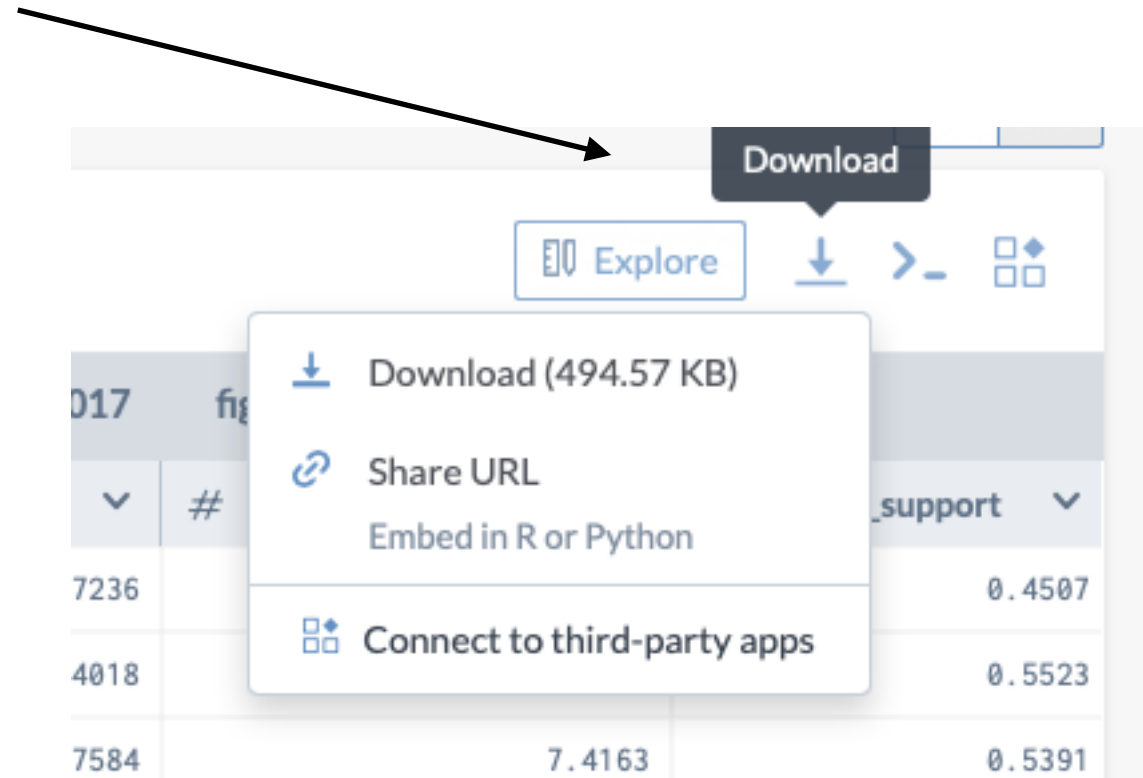 Download
Explore
Download (494.57 KB)
017
Share URL
# _support
Embed in R or Python
7236 0.4507
Connect to third-party apps
4018 0.5523
7584 7.4163 0.5391